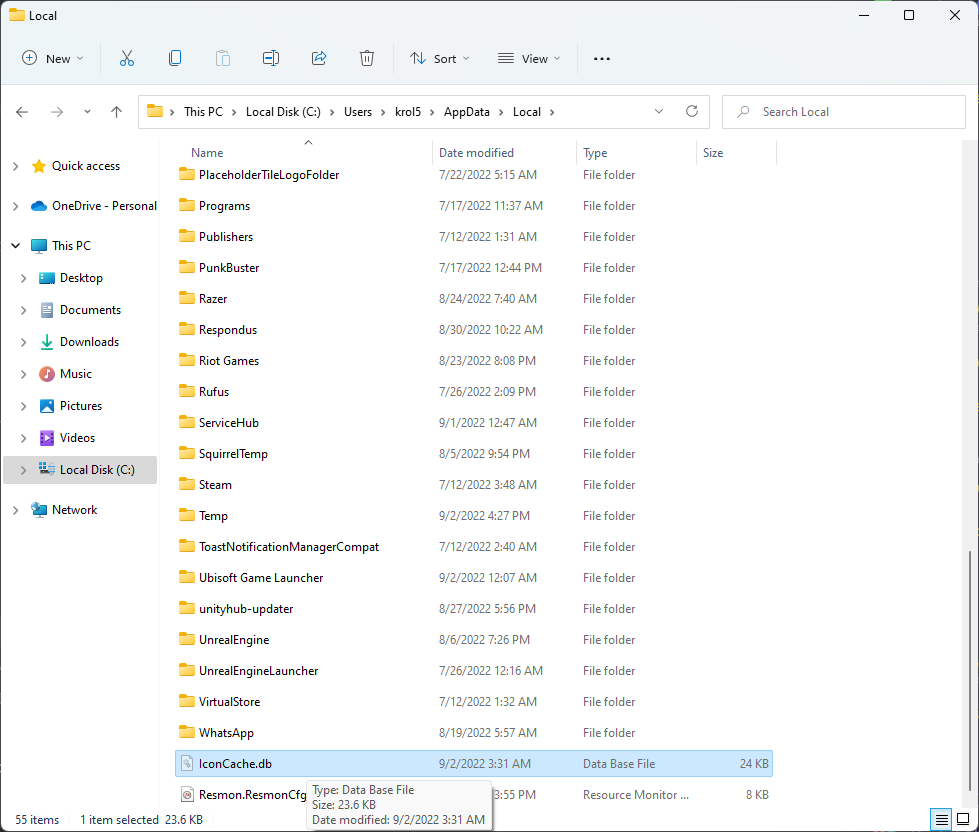 Local
New
Sort
View
This PC > Local Disk (C:) > Users > krol5 > AppData > Local >
Search Local
Name Date modified Type Size
Quick access
OneDrive - Personal
This PC
Desktop
Documents
Downloads
Music
Pictures
Videos
Local Disk (C:)
Network
PlaceholderTileLogoFolder 7/22/2022 5:15 AM File folder
Programs 7/17/2022 11:37 AM File folder
Publishers 7/12/2022 1:31 AM File folder
PunkBuster 7/17/2022 12:44 PM File folder
Razer 8/24/2022 7:40 AM File folder
Respondus 8/30/2022 10:22 AM File folder
Riot Games 8/23/2022 8:08 PM File folder
Rufus 7/26/2022 2:09 PM File folder
ServiceHub 9/1/2022 12:47 AM File folder
SquirrelTemp 8/5/2022 9:54 PM File folder
Steam 7/12/2022 3:48 AM File folder
Temp 9/2/2022 4:27 PM File folder
ToastNotificationManagerCompat 7/12/2022 2:40 AM File folder
Ubisoft Game Launcher 9/2/2022 12:07 AM File folder
unityhub-updater 8/27/2022 5:56 PM File folder
UnrealEngine 8/6/2022 7:26 PM File folder
UnrealEngineLauncher 7/26/2022 12:16 AM File folder
VirtualStore 7/12/2022 1:32 AM File folder
WhatsApp 8/19/2022 5:57 AM File folder
IconCache.db 9/2/2022 3:31 AM Data Base File 24 KB
Resmon.ResmonCfg 3:55 PM Resource Monitor ... 8 KB
Type: Data Base File
Size: 23.6 KB
Date modified: 9/2/2022 3:31 AM
55 items 1 item selected 23.6 KB